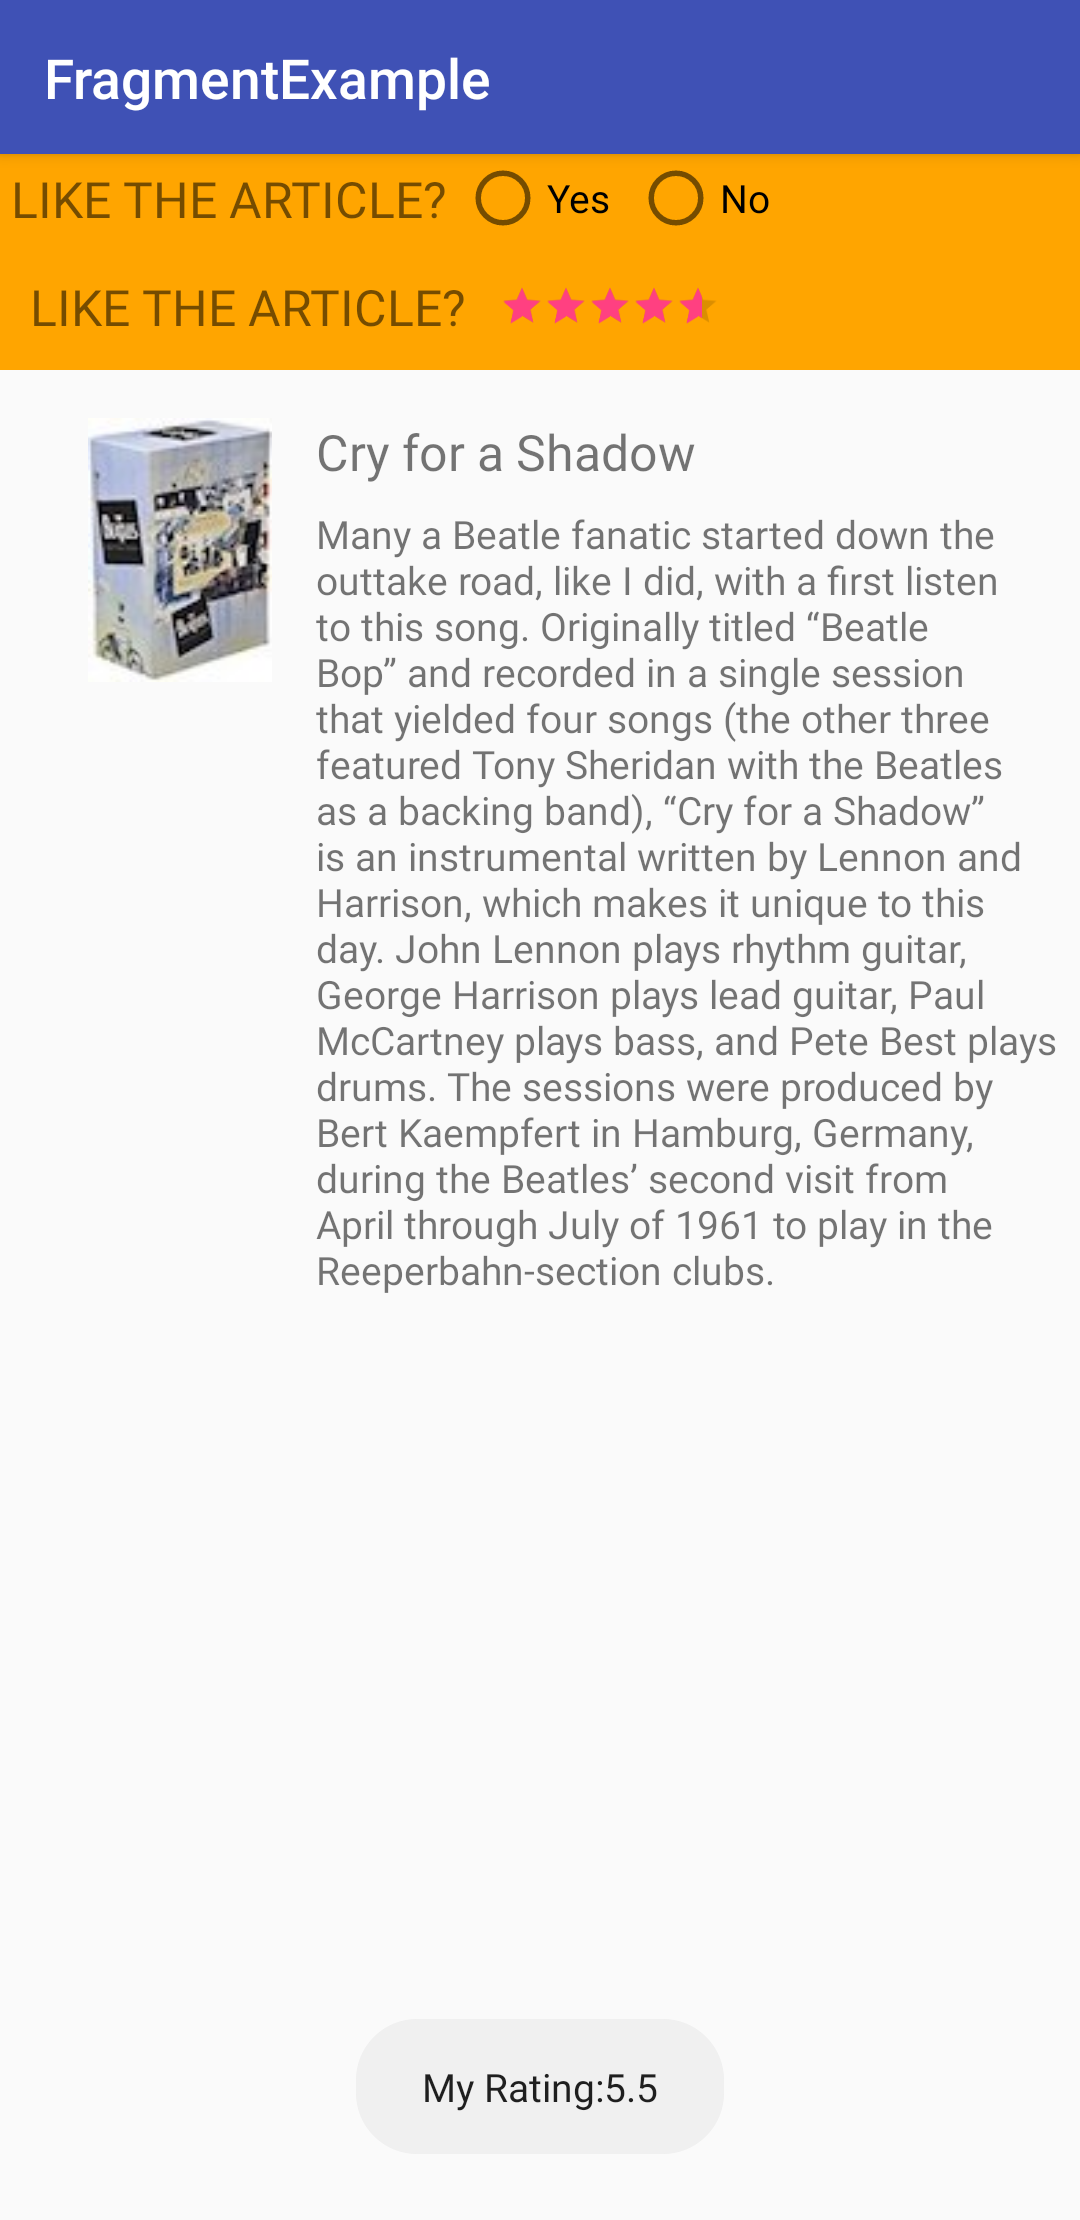 FragmentExample
LIKE THE ARTICLE? Yes No
LIKE THE ARTICLE?
Cry for a Shadow
Many a Beatle fanatic started down the
outtake road, like I did, with a first listen
to this song. Originally titled “Beatle
Bop” and recorded in a single session
that yielded four songs (the other three
featured Tony Sheridan with the Beatles
as a backing band), “Cry for a Shadow”
is an instrumental written by Lennon and
Harrison, which makes it unique to this
day. John Lennon plays rhythm guitar,
George Harrison plays lead guitar, Paul
McCartney plays bass, and Pete Best plays
drums. The sessions were produced by
Bert Kaempfert in Hamburg, Germany,
during the Beatles’ second visit from
April through July of 1961 to play in the
Reeperbahn-section clubs.
My Rating:5.5